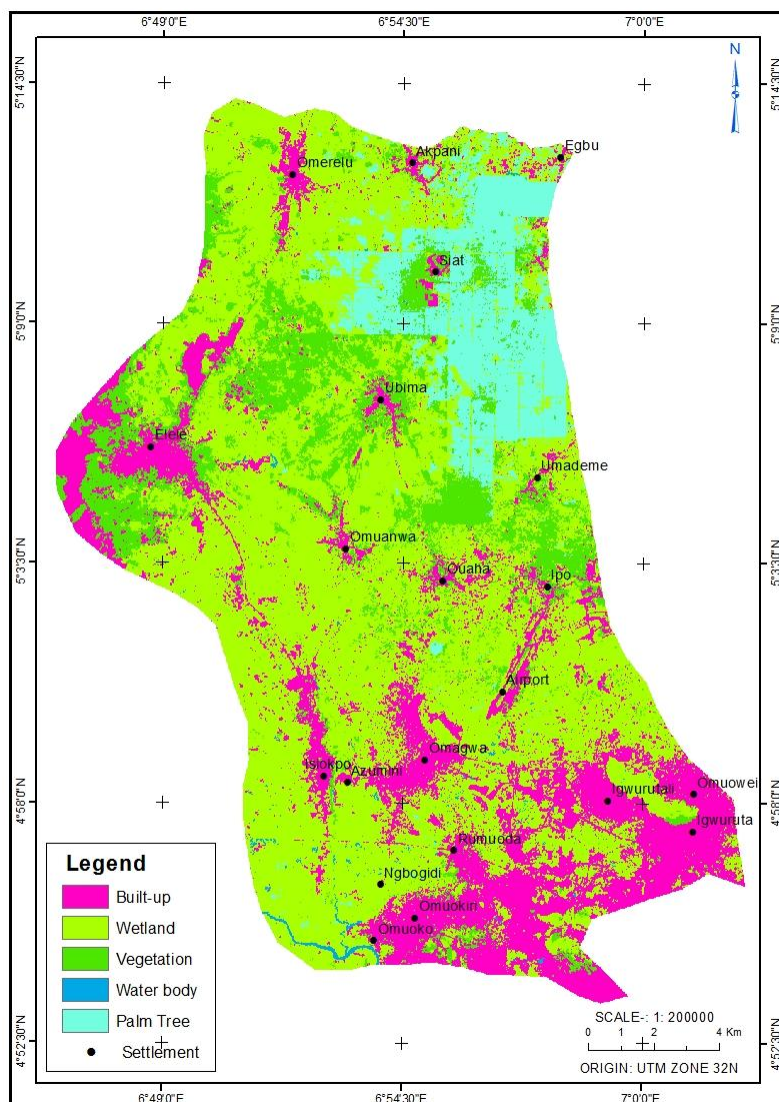 6°49'0"E 6°54'30"E 7°0'0"E
N
5°14'30"N 5°14'30"N
Egbu
Akpani
Omerelu
Siat
5°9'0"N 5°9'0"N
Ubima
Elele
Umademe
Omuanwa
5°3'30"N 5°3'30"N
Ouaha
Ipo
Airport
Omagwa
Isiokpo
Azumini
Omuowei
Igwurutali
4°58'0"N 4°58'0"N
Igwuruta
Rumuoda
Ngbogidi
Omuokiri
Omuoko
Legend
Built-up
Wetland
Vegetation
Water body
Palm Tree
Settlement
SCALE-: 1: 200000
0 1 2 4 Km
ORIGIN: UTM ZONE 32N
4°52'30"N 4°52'30"N
6°49'0"E 6°54'30"E 7°0'0"E